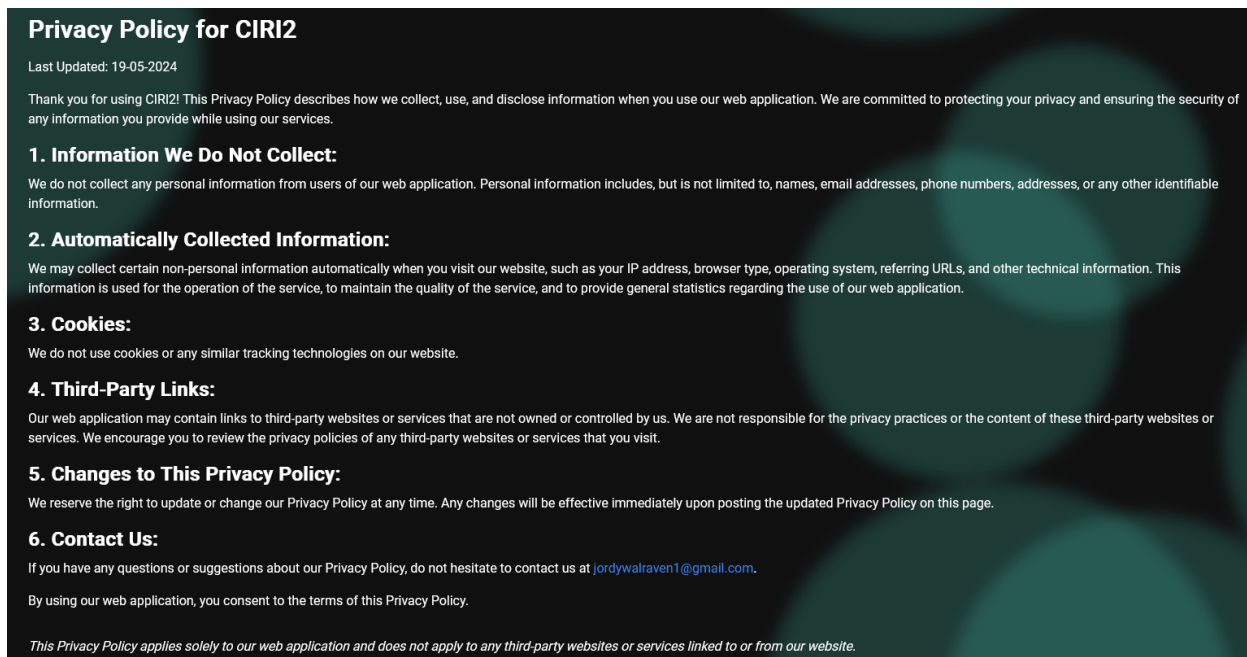 Privacy Policy for CIRI2
Last Updated: 19-05-2024
Thank you for using CIRI2! This Privacy Policy describes how we collect, use, and disclose information when you use our web application. We are committed to protecting your privacy and ensuring the security of
any information you provide while using our services.
1. Information We Do Not Collect:
We do not collect any personal information from users of our web application. Personal information includes, but is not limited to, names, email addresses, phone numbers, addresses, or any other identifiable
information.
2. Automatically Collected Information:
We may collect certain non-personal information automatically when you visit our website, such as your IP address, browser type, operating system, referring URLs, and other technical information. This
information is used for the operation of the service, to maintain the quality of the service, and to provide general statistics regarding the use of our web application.
3. Cookies:
We do not use cookies or any similar tracking technologies on our website.
4. Third-Party Links:
Our web application may contain links to third-party websites or services that are not owned or controlled by us. We are not responsible for the privacy practices or the content of these third-party websites or
services. We encourage you to review the privacy policies of any third-party websites or services that you visit.
5. Changes to This Privacy Policy:
We reserve the right to update or change our Privacy Policy at any time. Any changes will be effective immediately upon posting the updated Privacy Policy on this page.
6. Contact Us:
If you have any questions or suggestions about our Privacy Policy, do not hesitate to contact us at jordywalraven1@gmail.com.
By using our web application, you consent to the terms of this Privacy Policy.
This Privacy Policy applies solely to our web application and does not apply to any third-party websites or services linked to or from our website.